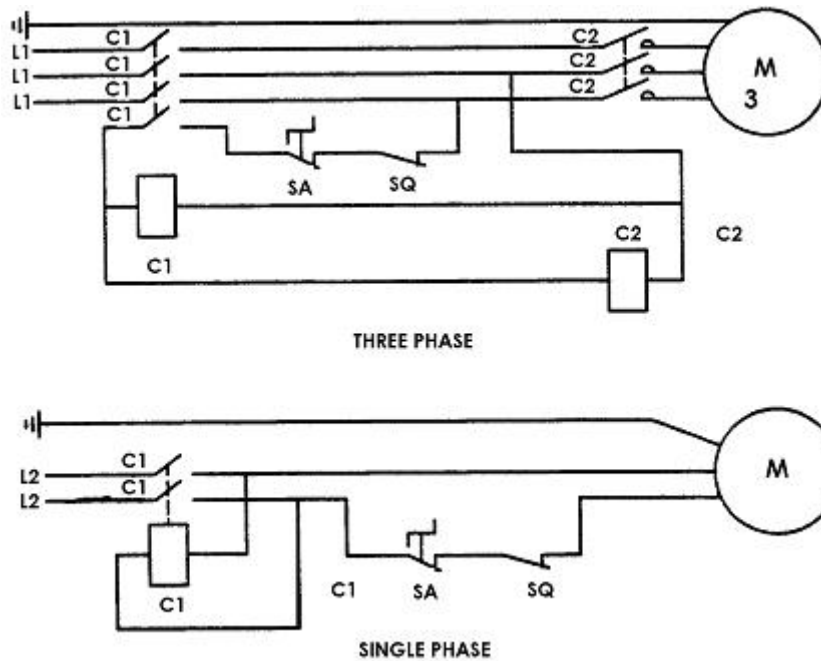 C1 C2
L1 C1 C2 M
L1 C1 C2 3
L1 C1
SA SQ
C2 C2
C1
THREE PHASE
C1
L2 C1 M
L2
C1 C1 SA SQ
SINGLE PHASE